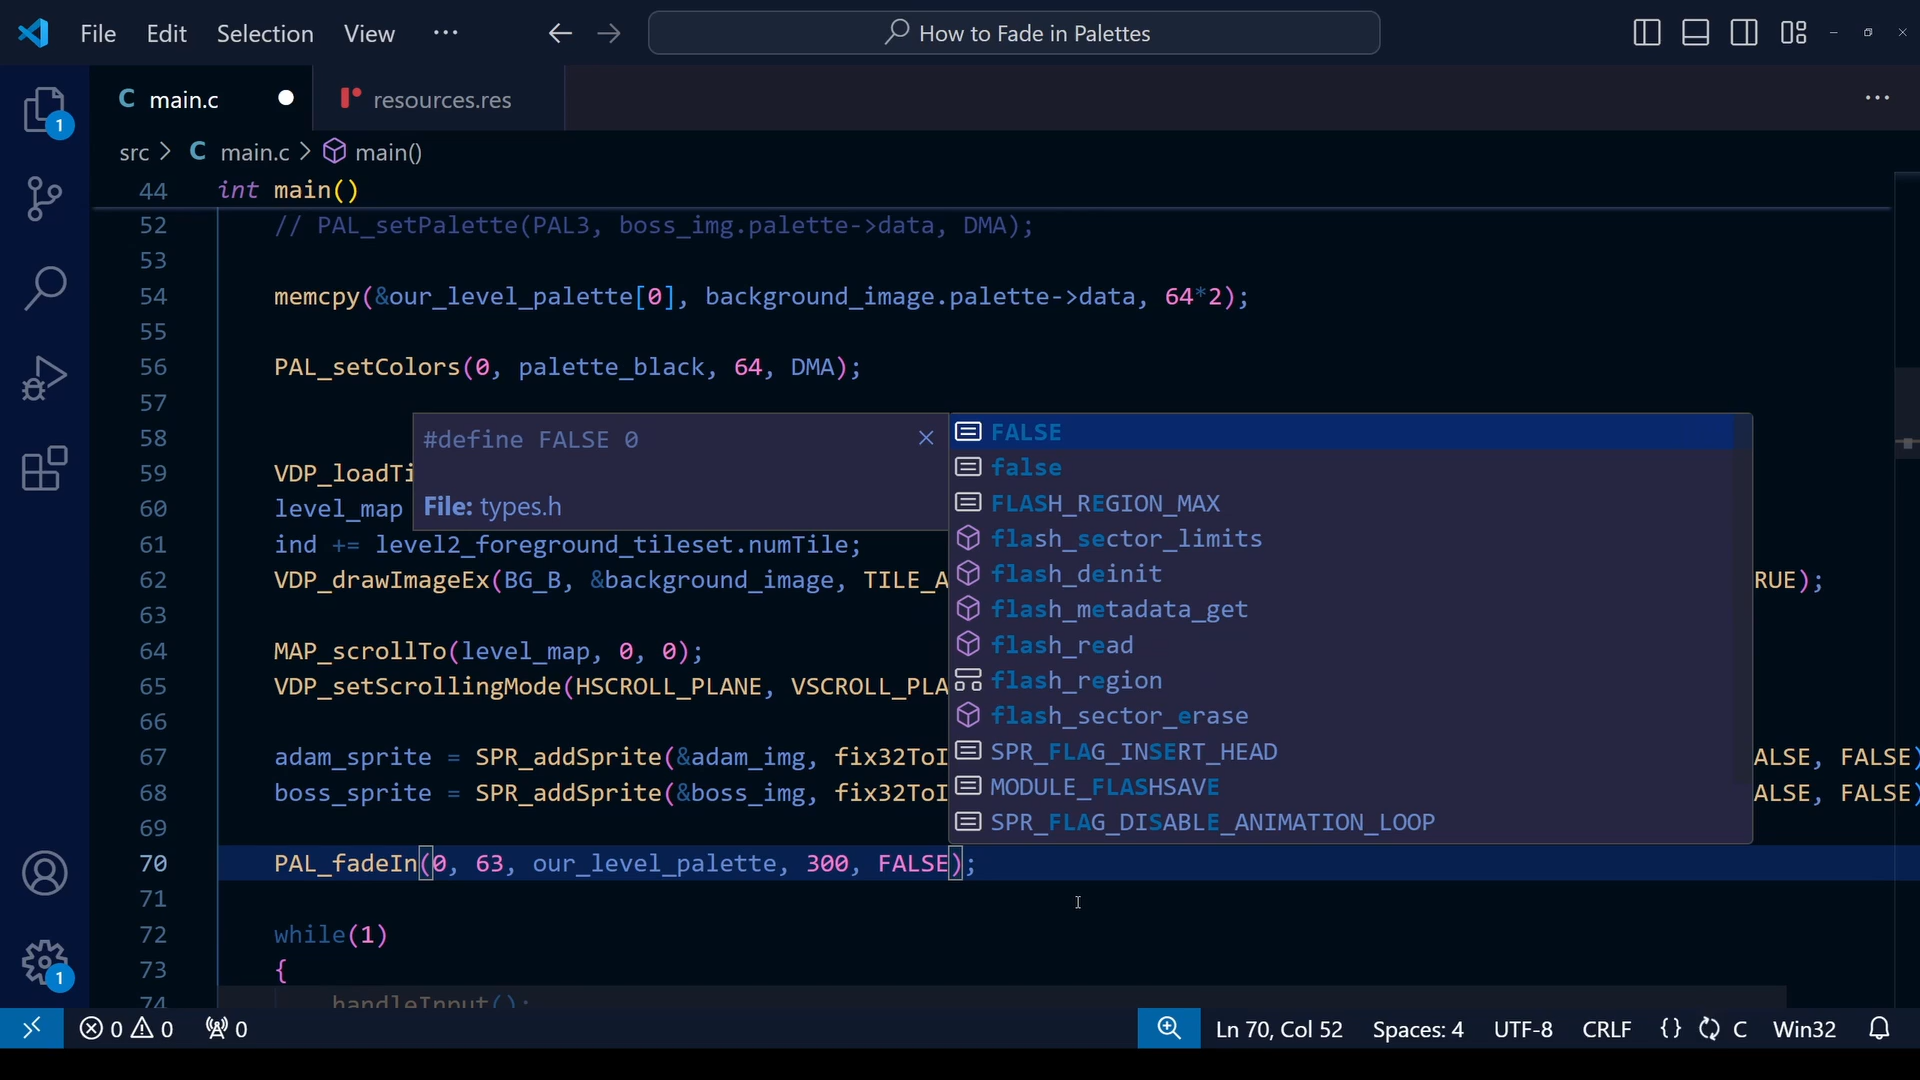 File Edit Selection View ··· How to Fade in Palettes
C main.c resources.res ···
src > C main.c > main()
44 int main()
52 // PAL_setPalette(PAL3, boss_img.palette->data, DMA);
53
54 memcpy(&our_level_palette[0], background_image.palette->data, 64*2);
55
56 PAL_setColors(0, palette_black, 64, DMA);
57
58
59 VDP_loadTi
60 level_map
61 ind += level2_foreground_tileset.numTile;
62 VDP_drawImageEx(BG_B, &background_image, TILE_A RUE);
63
64 MAP_scrollTo(level_map, 0, 0);
65 VDP_setScrollingMode(HSCROLL_PLANE, VSCROLL_PLA
66
67 adam_sprite = SPR_addSprite(&adam_img, fix32ToI ALSE, FALSE)
68 boss_sprite = SPR_addSprite(&boss_img, fix32ToI ALSE, FALSE)
69
70 PAL_fadeIn(0, 63, our_level_palette, 300, FALSE);
71
72 while(1)
73 {
74 handleInput();
#define FALSE 0
File: types.h
FALSE
false
FLASH_REGION_MAX
flash_sector_limits
flash_deinit
flash_metadata_get
flash_read
flash_region
flash_sector_erase
SPR_FLAG_INSERT_HEAD
MODULE_FLASHSAVE
SPR_FLAG_DISABLE_ANIMATION_LOOP
1
1
0 0 0 Ln 70, Col 52 Spaces: 4 UTF-8 CRLF {} C Win32